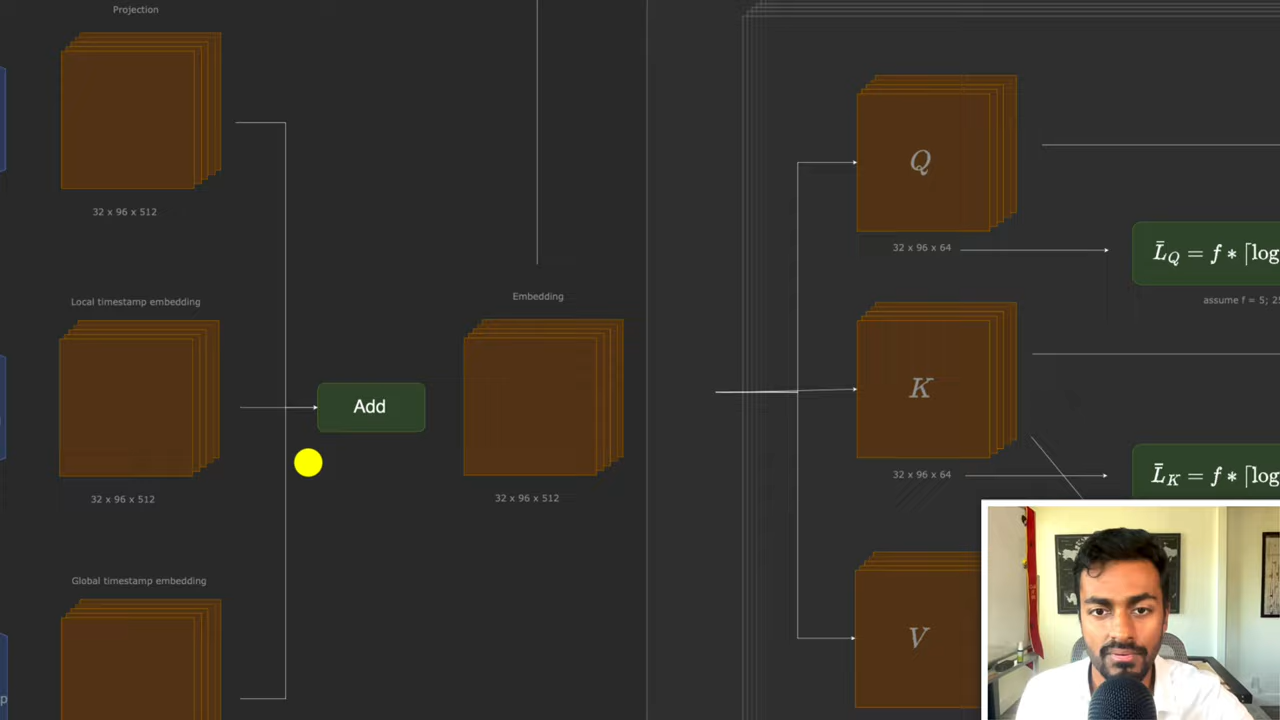 Projection
32 x 96 x 512
Local timestamp embedding
32 x 96 x 512
Global timestamp embedding
Add
Embedding
32 x 96 x 512
Q
32 x 96 x 64
K
32 x 96 x 64
V
L̄_Q = f * ⌈log
assume f = 5;
L̄_K = f * ⌈log
p